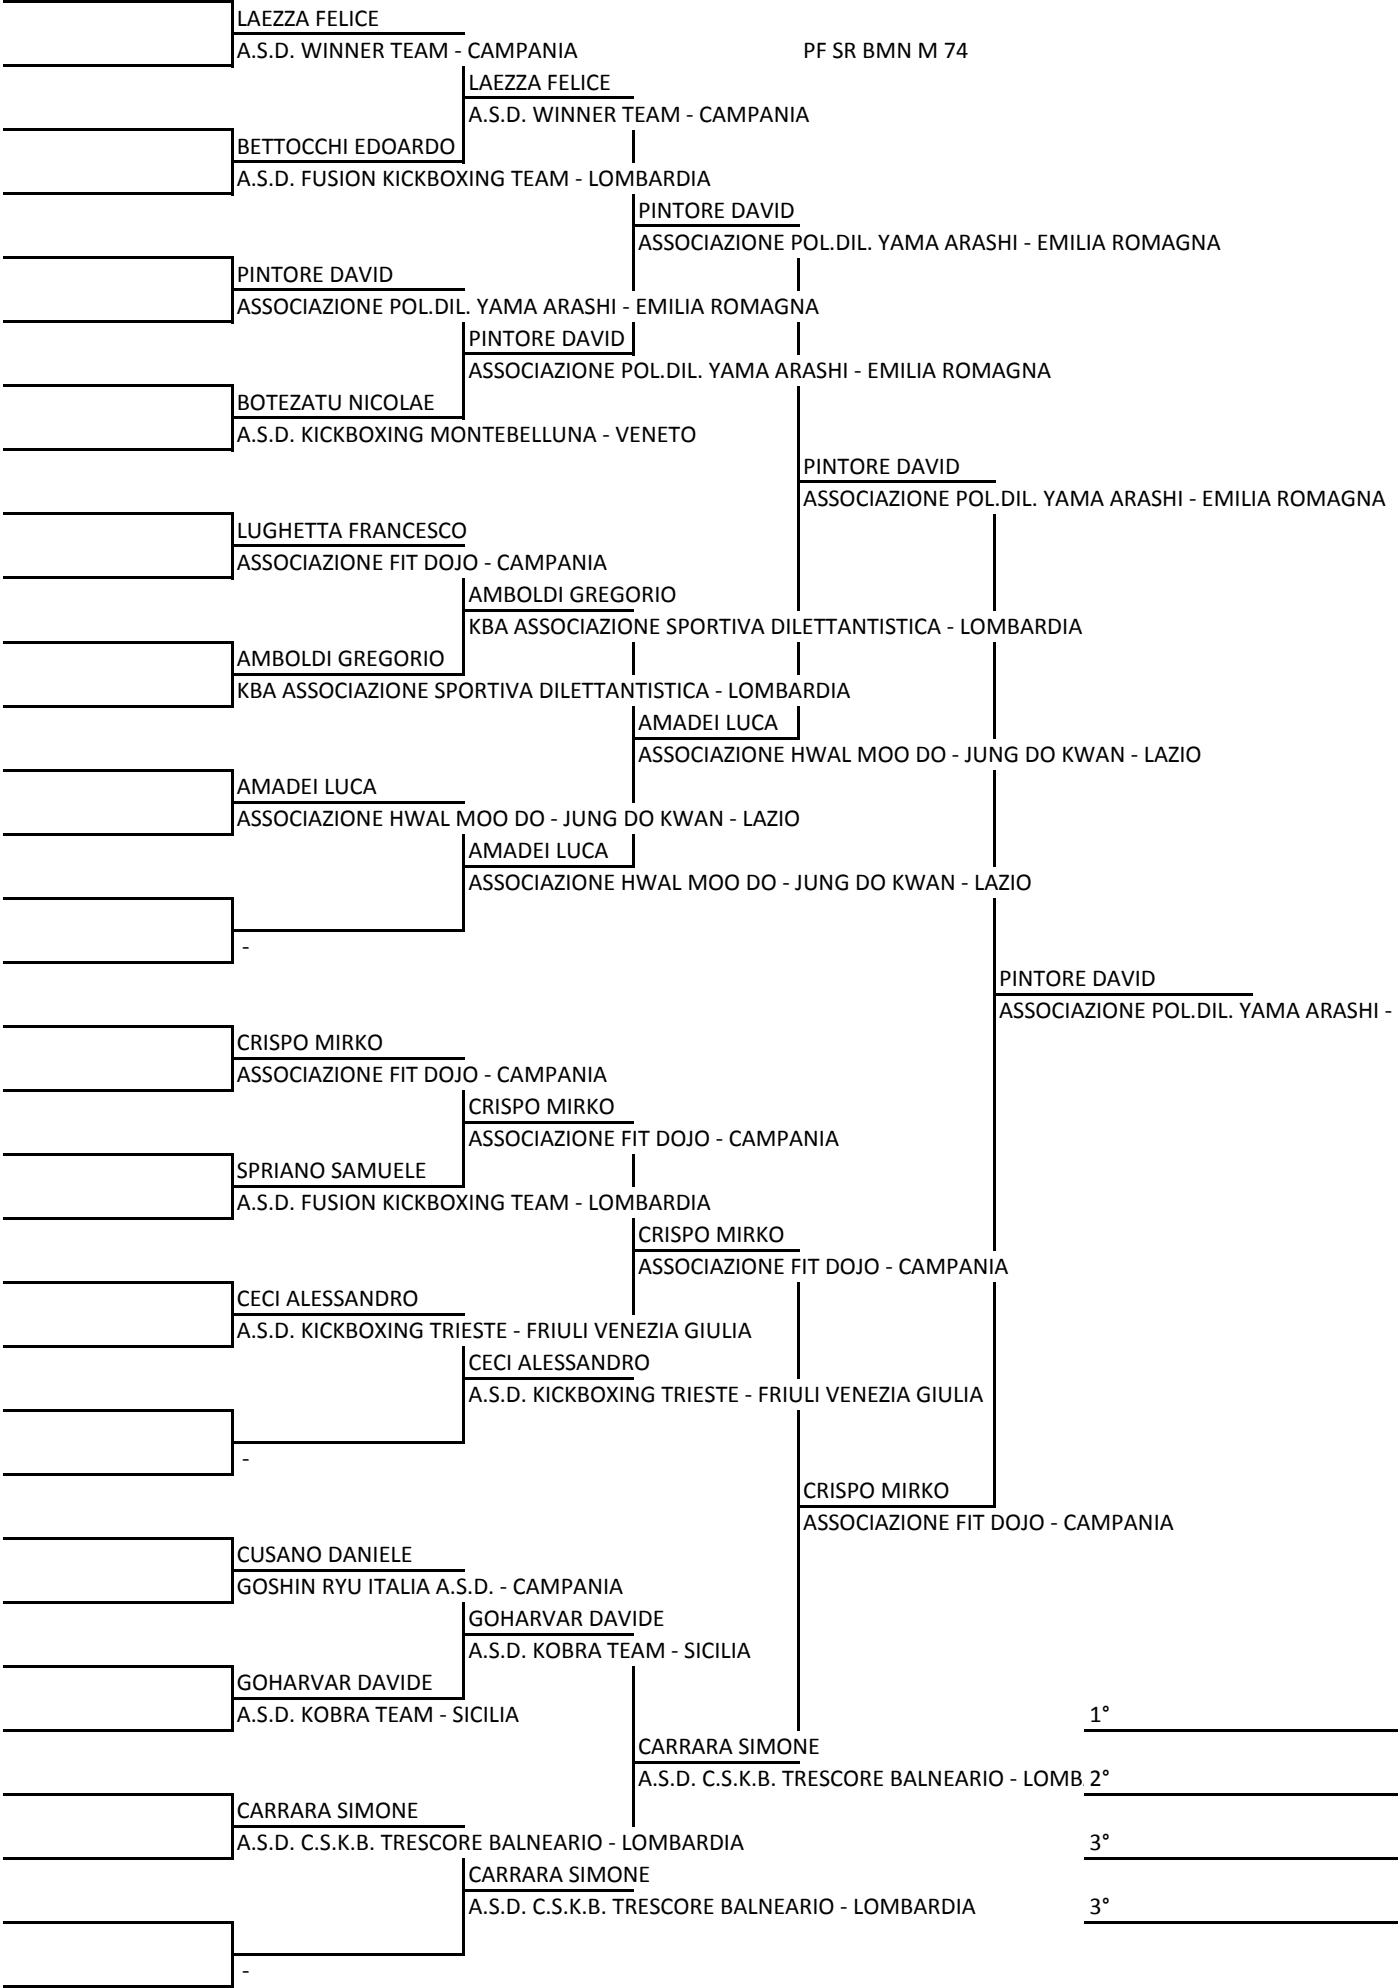 LAEZZA FELICE
A.S.D. WINNER TEAM - CAMPANIA
PF SR BMN M 74
LAEZZA FELICE
A.S.D. WINNER TEAM - CAMPANIA
BETTOCCHI EDOARDO
A.S.D. FUSION KICKBOXING TEAM - LOMBARDIA
PINTORE DAVID
ASSOCIAZIONE POL.DIL. YAMA ARASHI - EMILIA ROMAGNA
PINTORE DAVID
ASSOCIAZIONE POL.DIL. YAMA ARASHI - EMILIA ROMAGNA
PINTORE DAVID
ASSOCIAZIONE POL.DIL. YAMA ARASHI - EMILIA ROMAGNA
BOTEZATU NICOLAE
A.S.D. KICKBOXING MONTEBELLUNA - VENETO
PINTORE DAVID
ASSOCIAZIONE POL.DIL. YAMA ARASHI - EMILIA ROMAGNA
LUGHETTA FRANCESCO
ASSOCIAZIONE FIT DOJO - CAMPANIA
AMBOLDI GREGORIO
KBA ASSOCIAZIONE SPORTIVA DILETTANTISTICA - LOMBARDIA
AMBOLDI GREGORIO
KBA ASSOCIAZIONE SPORTIVA DILETTANTISTICA - LOMBARDIA
AMADEI LUCA
ASSOCIAZIONE HWAL MOO DO - JUNG DO KWAN - LAZIO
AMADEI LUCA
ASSOCIAZIONE HWAL MOO DO - JUNG DO KWAN - LAZIO
AMADEI LUCA
ASSOCIAZIONE HWAL MOO DO - JUNG DO KWAN - LAZIO
-
PINTORE DAVID
ASSOCIAZIONE POL.DIL. YAMA ARASHI -
CRISPO MIRKO
ASSOCIAZIONE FIT DOJO - CAMPANIA
CRISPO MIRKO
ASSOCIAZIONE FIT DOJO - CAMPANIA
SPRIANO SAMUELE
A.S.D. FUSION KICKBOXING TEAM - LOMBARDIA
CRISPO MIRKO
ASSOCIAZIONE FIT DOJO - CAMPANIA
CECI ALESSANDRO
A.S.D. KICKBOXING TRIESTE - FRIULI VENEZIA GIULIA
CECI ALESSANDRO
A.S.D. KICKBOXING TRIESTE - FRIULI VENEZIA GIULIA
-
CRISPO MIRKO
ASSOCIAZIONE FIT DOJO - CAMPANIA
CUSANO DANIELE
GOSHIN RYU ITALIA A.S.D. - CAMPANIA
GOHARVAR DAVIDE
A.S.D. KOBRA TEAM - SICILIA
GOHARVAR DAVIDE
A.S.D. KOBRA TEAM - SICILIA
1°
CARRARA SIMONE
A.S.D. C.S.K.B. TRESCORE BALNEARIO - LOMB
2°
CARRARA SIMONE
A.S.D. C.S.K.B. TRESCORE BALNEARIO - LOMBARDIA
3°
CARRARA SIMONE
A.S.D. C.S.K.B. TRESCORE BALNEARIO - LOMBARDIA
3°
-